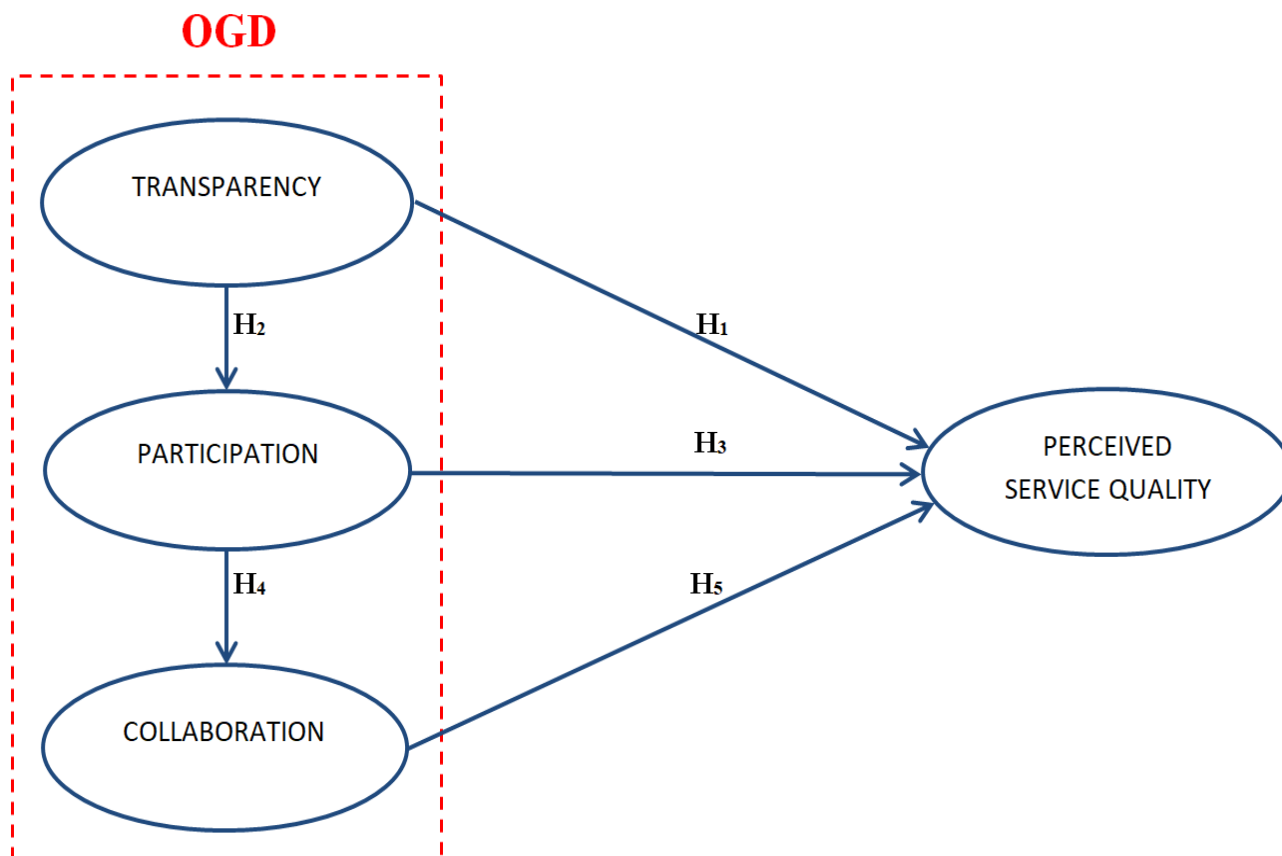 OGD
TRANSPARENCY
H₂
H₁
PARTICIPATION
H₃
PERCEIVED
SERVICE QUALITY
H₄
H₅
COLLABORATION